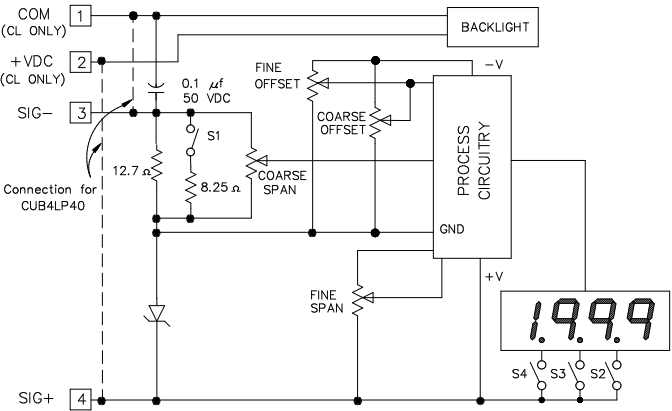 COM
(CL ONLY)
1
BACKLIGHT
+VDC
(CL ONLY)
2
SIG−
3
0.1 µf
50 VDC
FINE
OFFSET
−V
COARSE
OFFSET
S1
12.7 Ω
8.25 Ω
COARSE
SPAN
PROCESS
CIRCUITRY
Connection for
CUB4LP40
GND
+V
FINE
SPAN
1.9.9.9
S4
S3
S2
SIG+
4